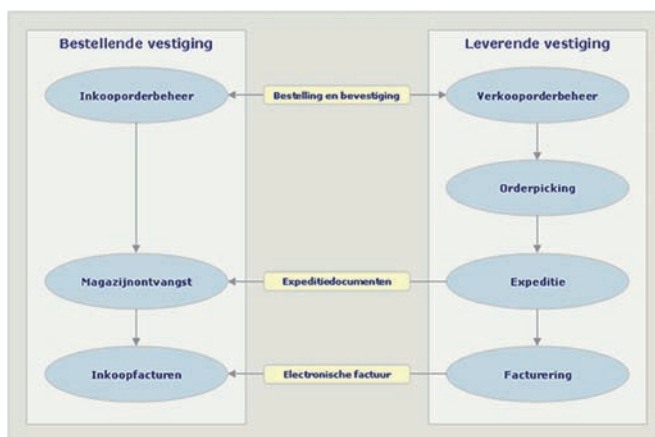 Bestellende vestiging
Leverende vestiging
Inkooporderbeheer
Bestelling en bevestiging
Verkooporderbeheer
Orderpicking
Magazijnontvangst
Expeditiedocumenten
Expeditie
Inkoopfacturen
Electronische factuur
Facturering